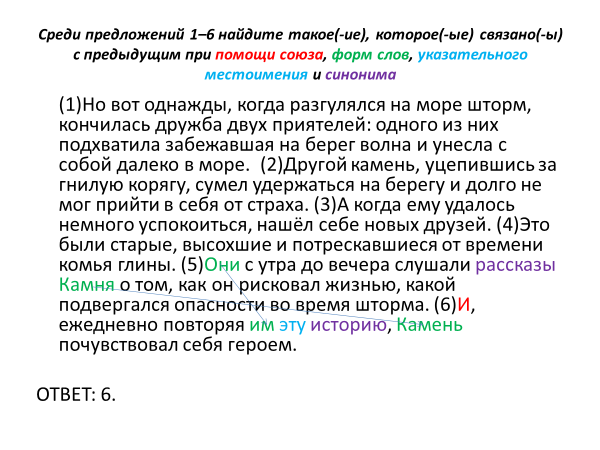 Среди предложений 1–6 найдите такое(-ие), которое(-ые) связано(-ы)
с предыдущим при помощи союза, форм слов, указательного
местоимения и синонима
(1)Но вот однажды, когда разгулялся на море шторм,
кончилась дружба двух приятелей: одного из них
подхватила забежавшая на берег волна и унесла с
собой далеко в море.  (2)Другой камень, уцепившись за
гнилую корягу, сумел удержаться на берегу и долго не
мог прийти в себя от страха. (3)А когда ему удалось
немного успокоиться, нашёл себе новых друзей. (4)Это
были старые, высохшие и потрескавшиеся от времени
комья глины. (5)Они с утра до вечера слушали рассказы
Камня о том, как он рисковал жизнью, какой
подвергался опасности во время шторма. (6)И,
ежедневно повторяя им эту историю, Камень
почувствовал себя героем.
ОТВЕТ: 6.